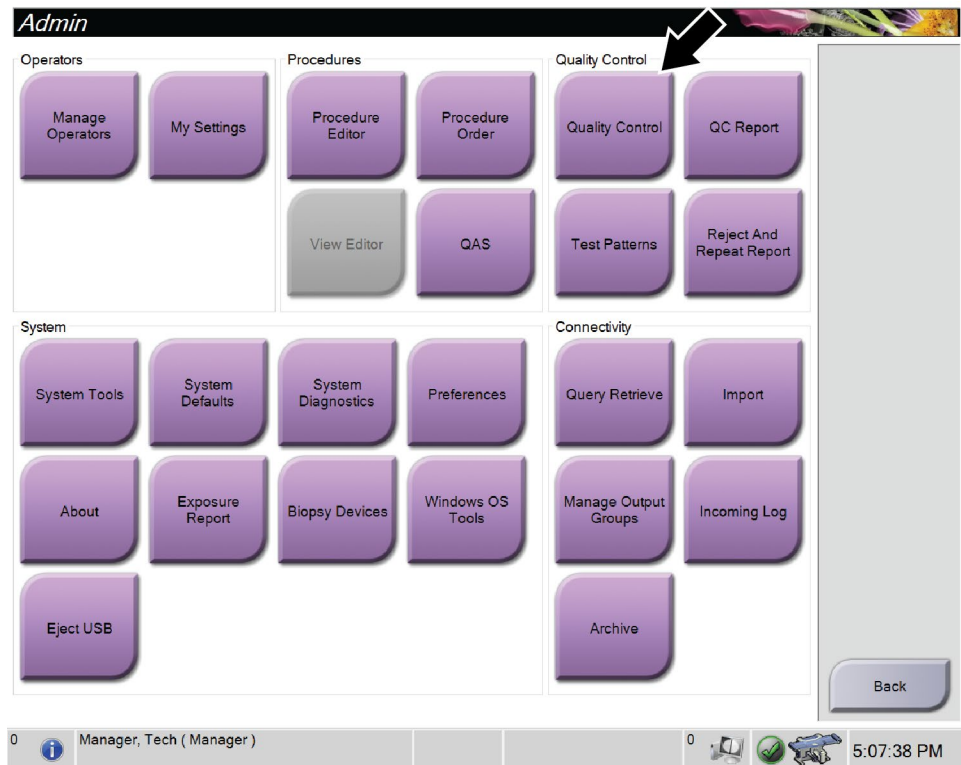 Admin
Operators
Manage
Operators
My Settings
Procedures
Procedure
Editor
Procedure
Order
View Editor
QAS
Quality Control
Quality Control
QC Report
Test Patterns
Reject And
Repeat Report
System
System Tools
System
Defaults
System
Diagnostics
Preferences
About
Exposure
Report
Biopsy Devices
Windows OS
Tools
Eject USB
Connectivity
Query Retrieve
Import
Manage Output
Groups
Incoming Log
Archive
Back
0
Manager, Tech ( Manager )
0
5:07:38 PM